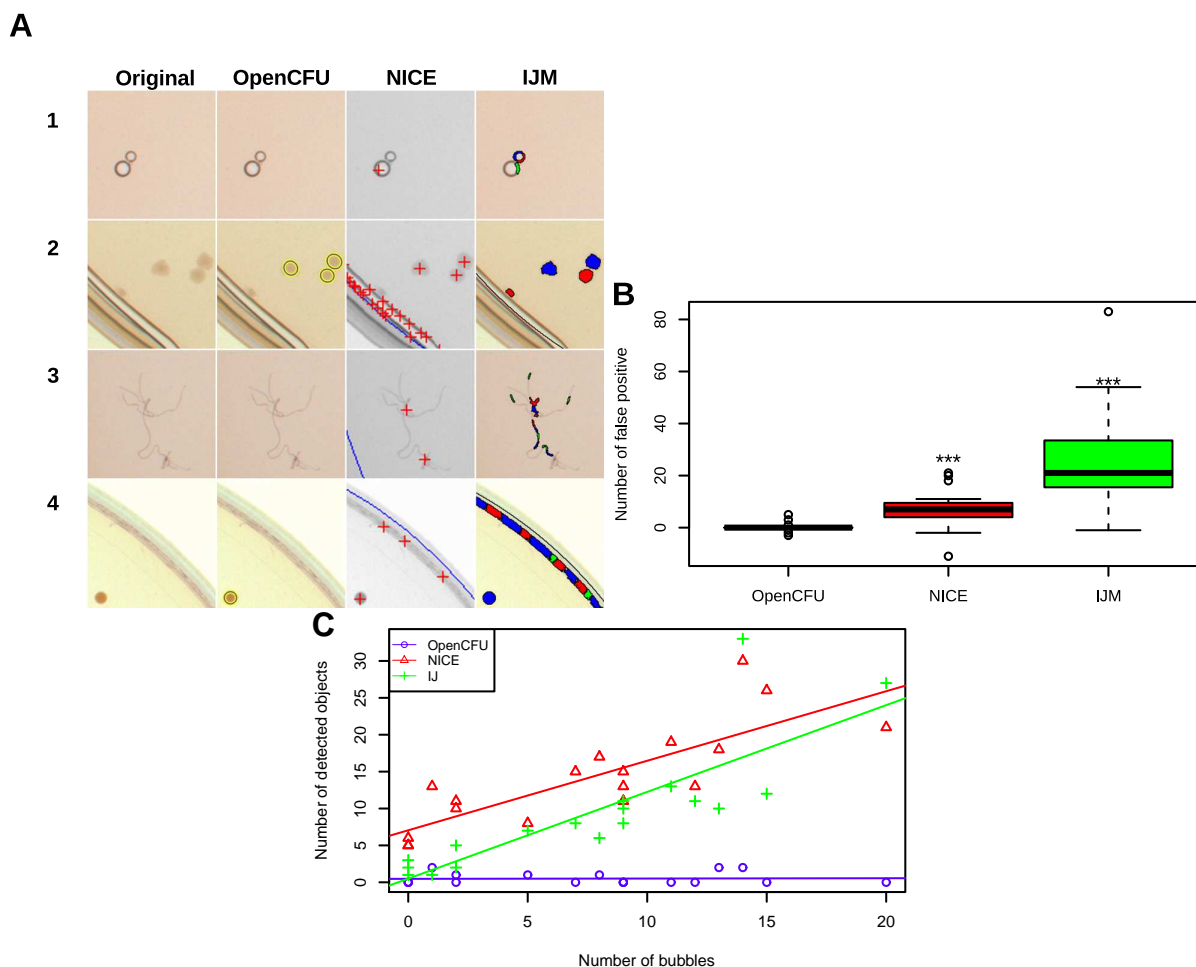 A
Original OpenCFU NICE IJM
1
2
3
4
B
Number of false positive
80
60
40
20
0
***
***
OpenCFU NICE IJM
C
OpenCFU
NICE
IJ
Number of detected objects
30
25
20
15
10
5
0
0 5 10 15 20
Number of bubbles